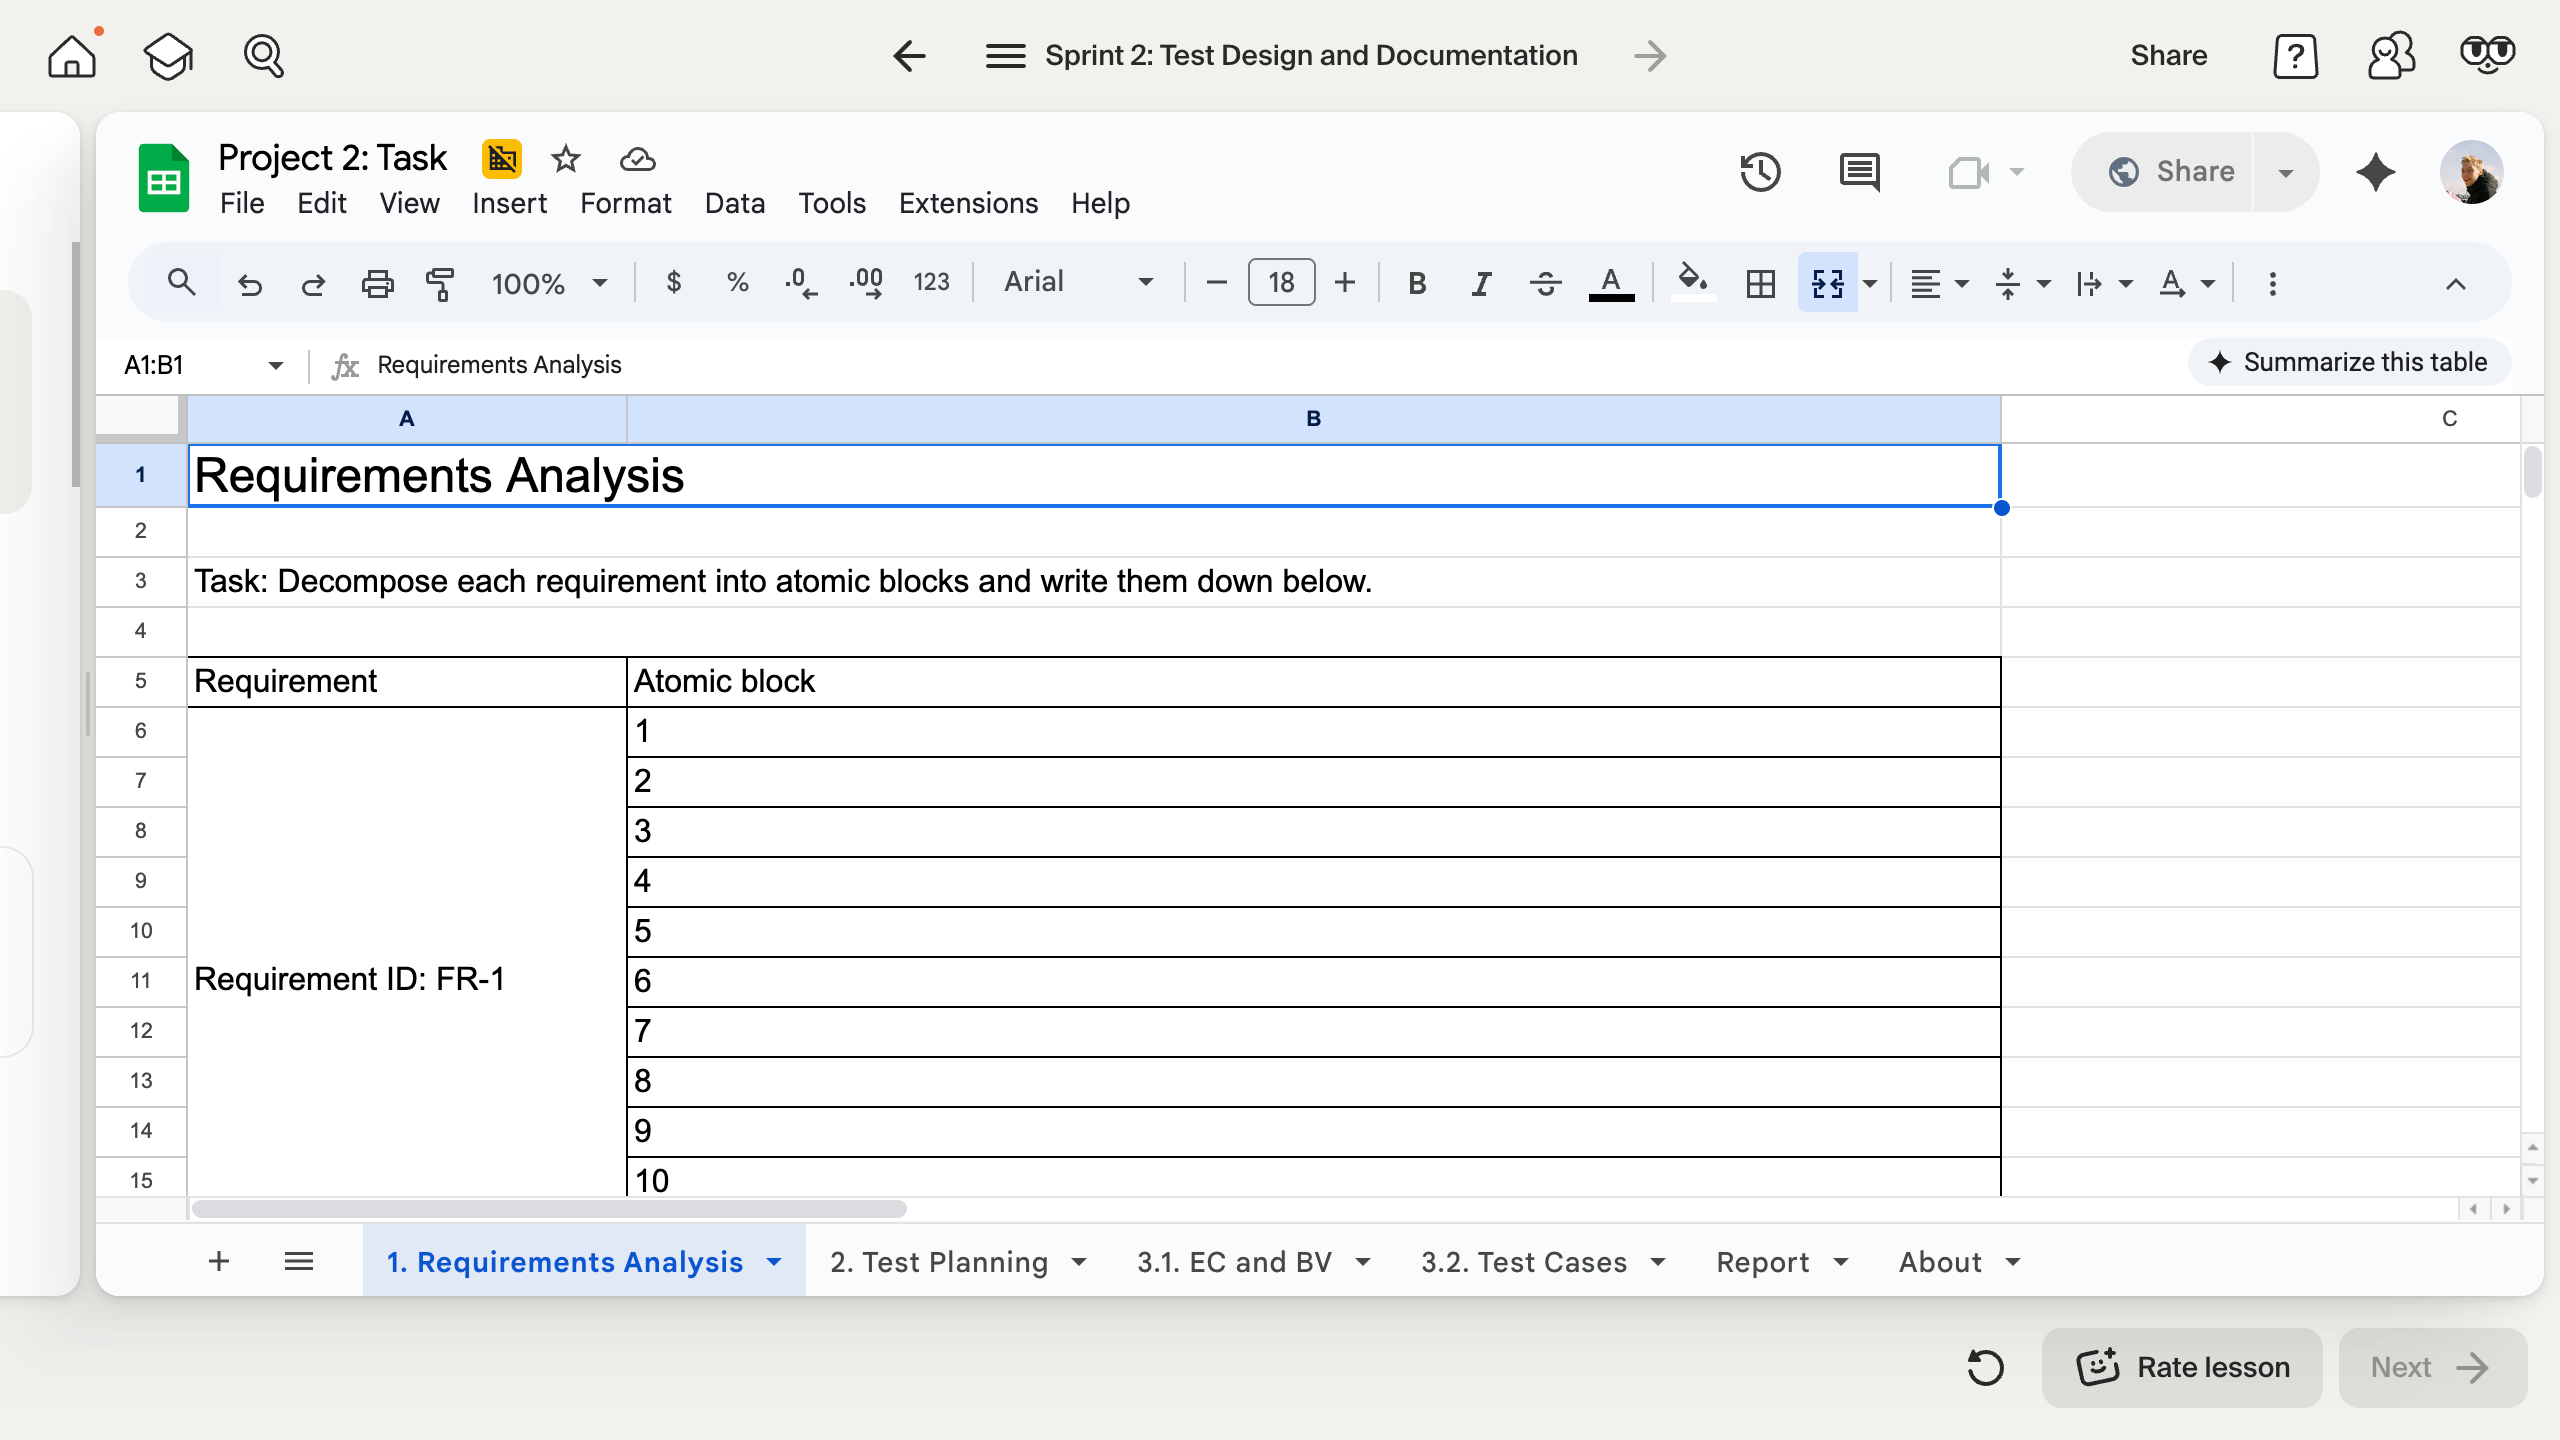 Sprint 2: Test Design and Documentation
Share
Project 2: Task
File Edit View Insert Format Data Tools Extensions Help
Share
100% $ % .0 .00 123 Arial 18 B I S A
A1:B1 fx Requirements Analysis
Summarize this table
A B C
1 Requirements Analysis
2
3 Task: Decompose each requirement into atomic blocks and write them down below.
4
5 Requirement Atomic block
6 1
7 2
8 3
9 4
10 5
11 Requirement ID: FR-1 6
12 7
13 8
14 9
15 10
1. Requirements Analysis 2. Test Planning 3.1. EC and BV 3.2. Test Cases Report About
Rate lesson Next